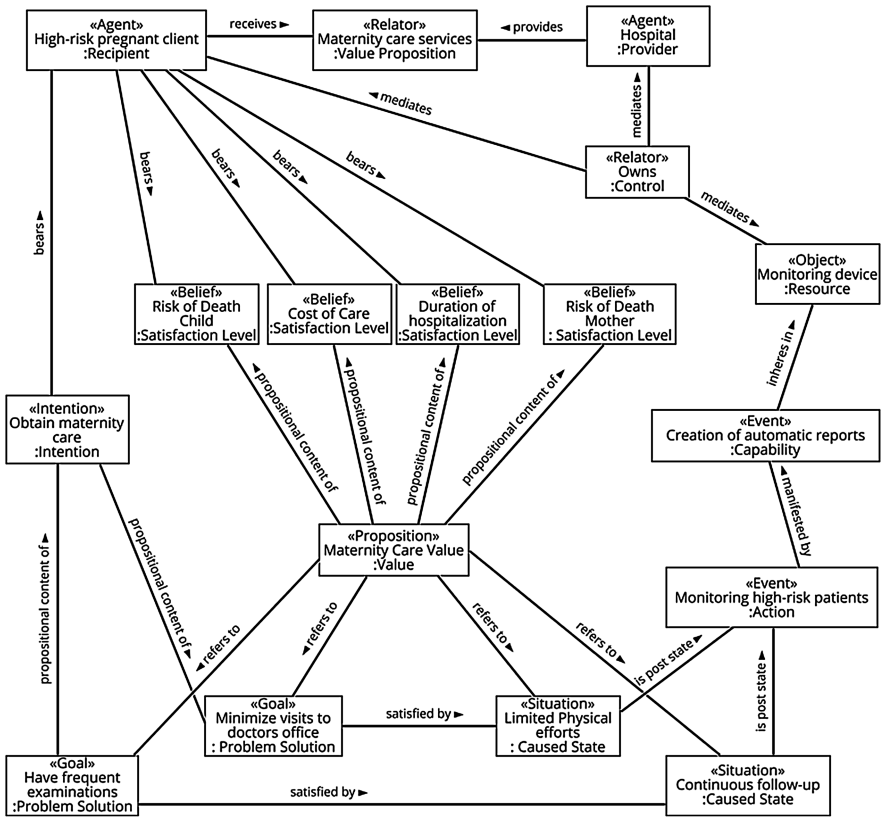 «Agent»
High-risk pregnant client
:Recipient
receives ►
«Relator»
Maternity care services
:Value Proposition
◄ provides
«Agent»
Hospital
:Provider
mediates ►
◄ mediates
«Relator»
Owns
:Control
mediates ►
bears ►
bears ►
bears ►
bears ►
bears ►
«Object»
Monitoring device
:Resource
«Belief»
Risk of Death
Child
:Satisfaction Level
«Belief»
Cost of Care
:Satisfaction Level
«Belief»
Duration of
hospitalization
:Satisfaction Level
«Belief»
Risk of Death
Mother
: Satisfaction Level
inheres in ►
«Intention»
Obtain maternity
care
:Intention
propositional content of ►
propositional content of ►
propositional content of ►
propositional content of ►
«Event»
Creation of automatic reports
:Capability
manifested by ►
propositional content of ►
propositional content of ►
«Proposition»
Maternity Care Value
:Value
«Event»
Monitoring high-risk patients
:Action
◄ refers to
◄ refers to
refers to ►
refers to ►
is post state ►
is post state ►
«Goal»
Minimize visits to
doctors office
: Problem Solution
satisfied by ►
«Situation»
Limited Physical
efforts
: Caused State
«Goal»
Have frequent
examinations
:Problem Solution
satisfied by ►
«Situation»
Continuous follow-up
:Caused State